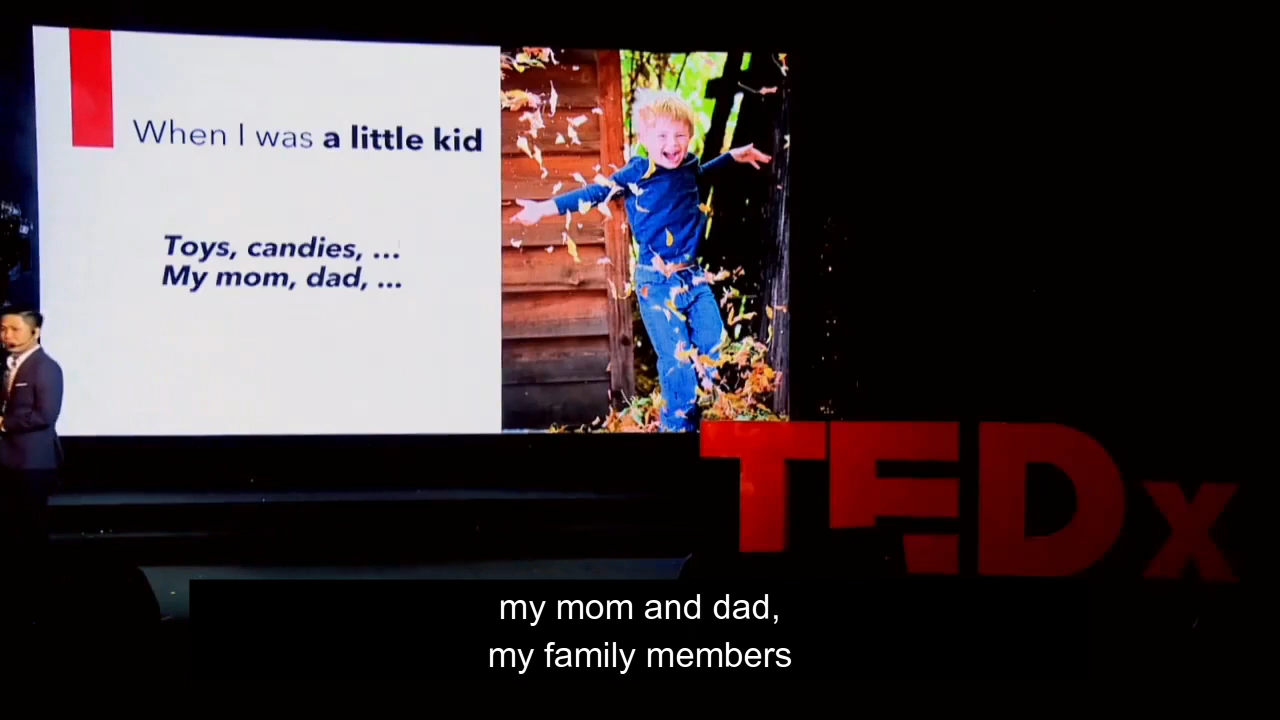 When I was a little kid
Toys, candies, ...
My mom, dad, ...
TEDx
my mom and dad,
my family members